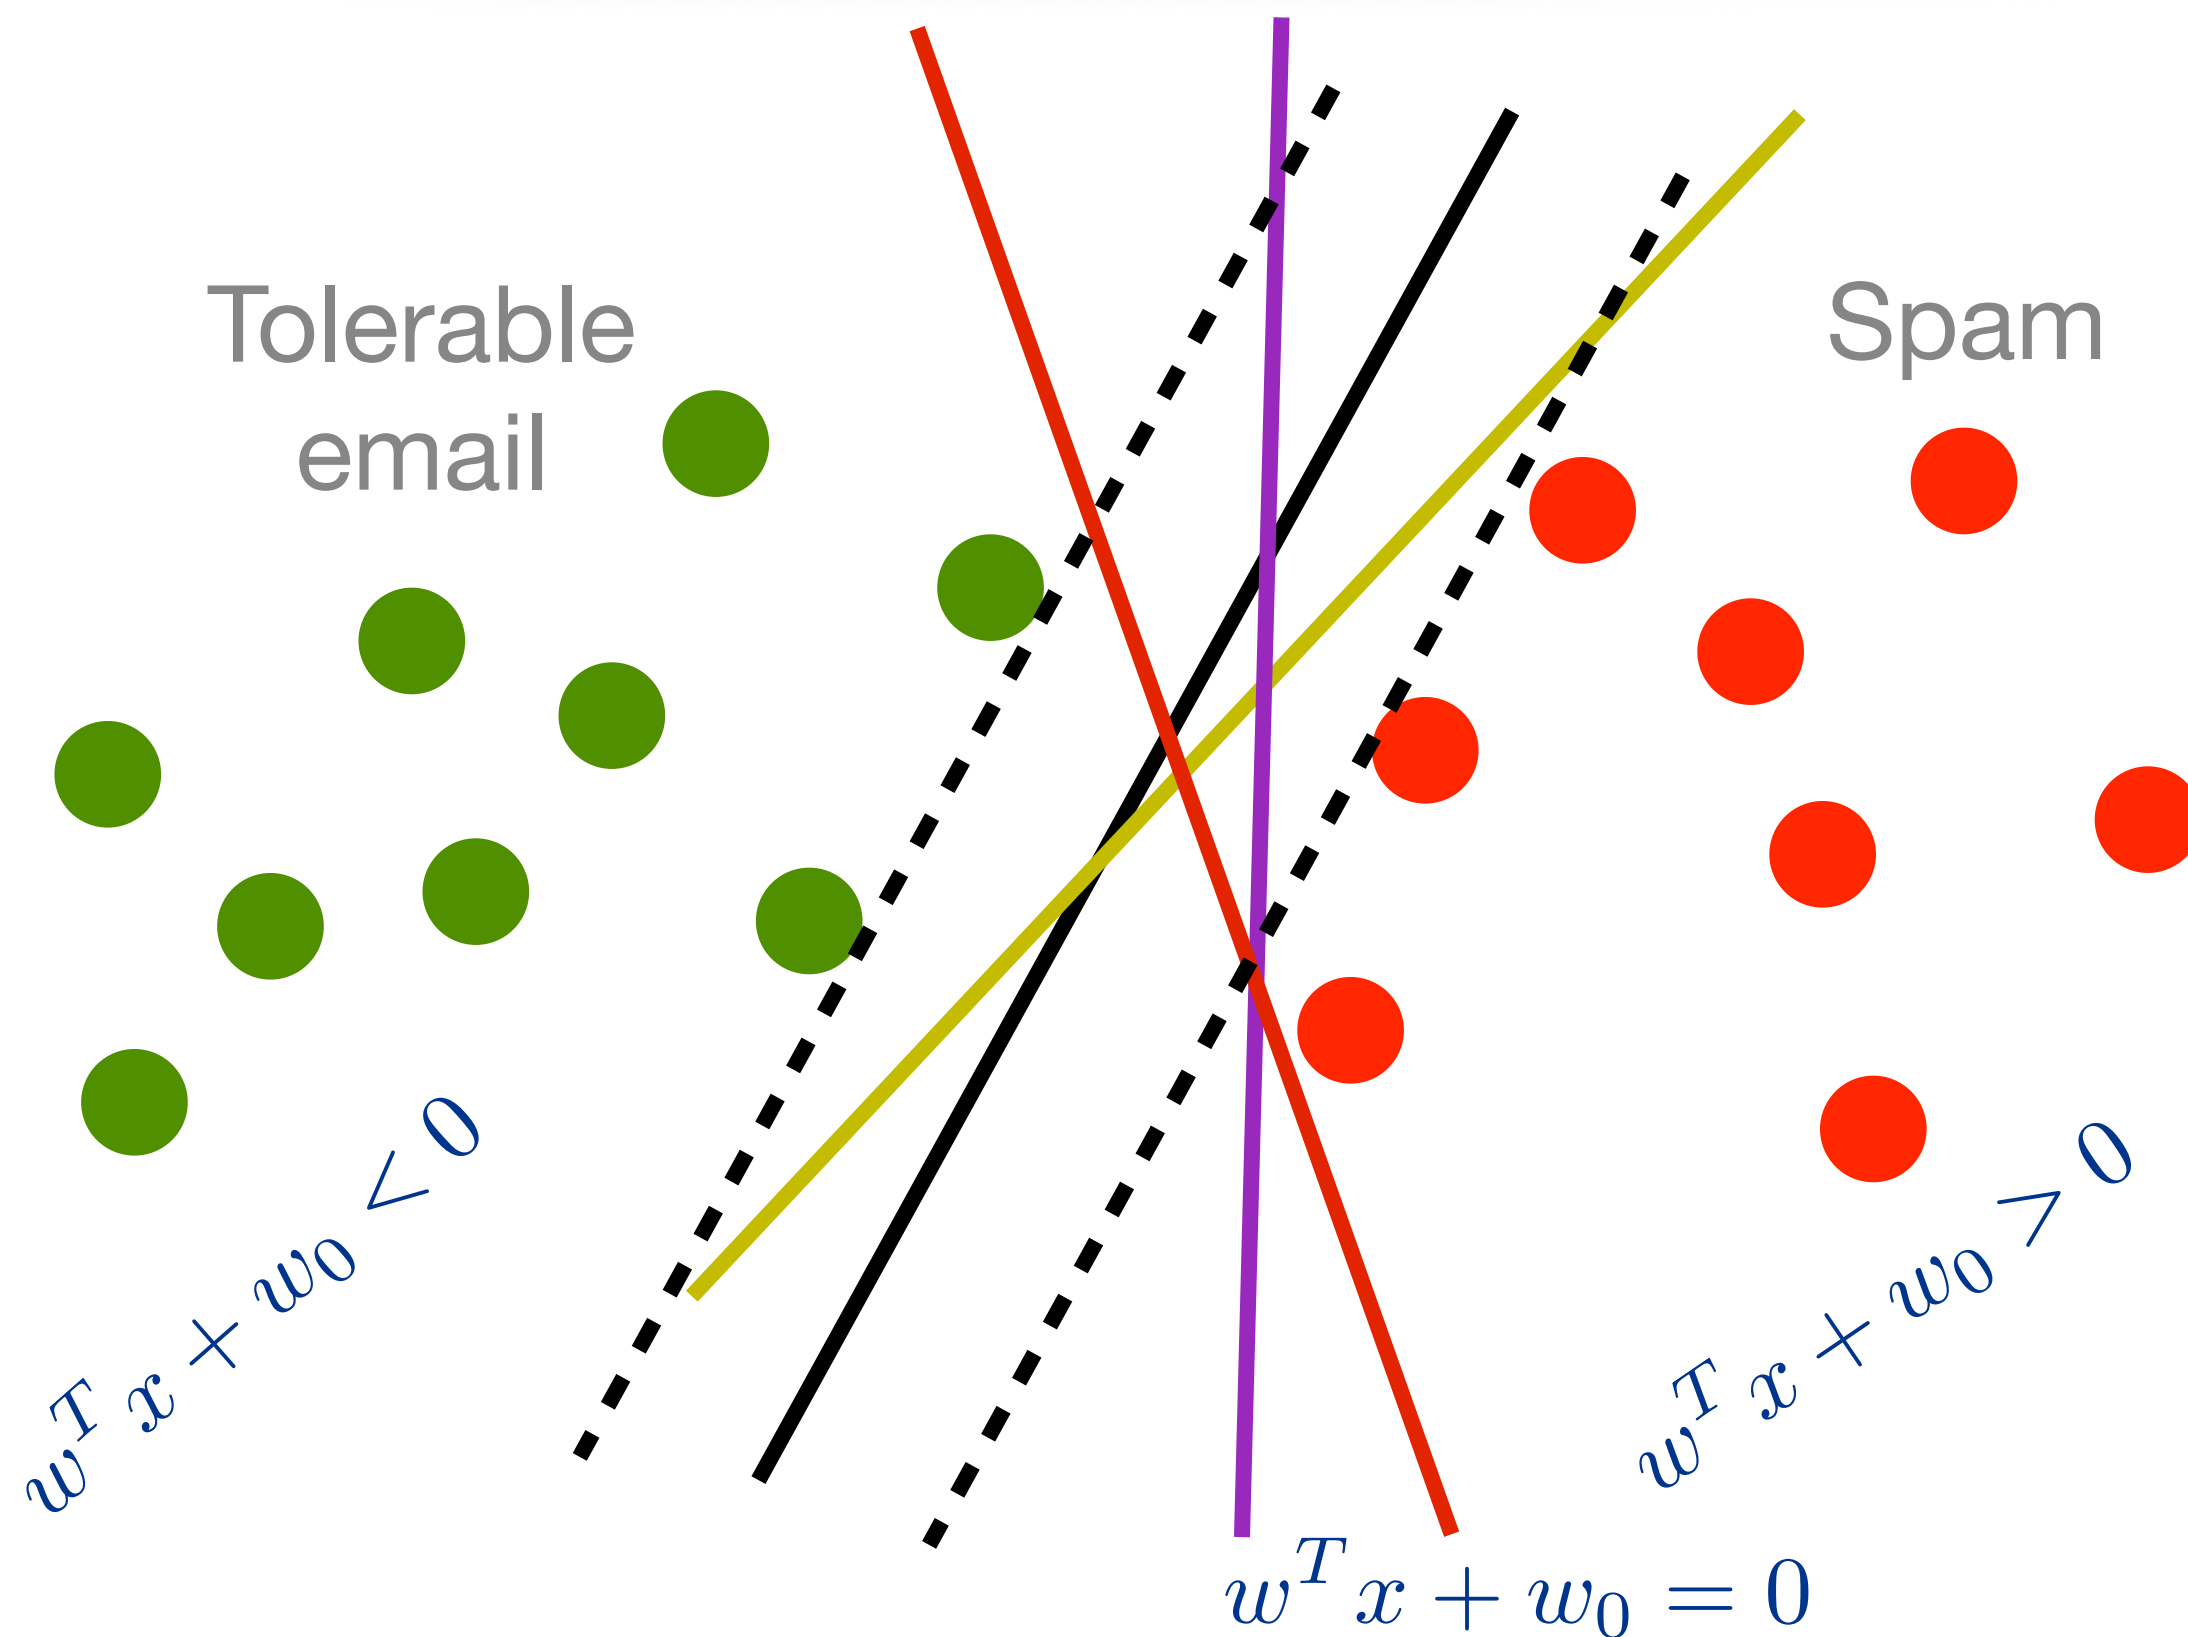 Tolerable
email
Spam
w^T x + w_0 < 0
w^T x + w_0 > 0
w^T x + w_0 = 0